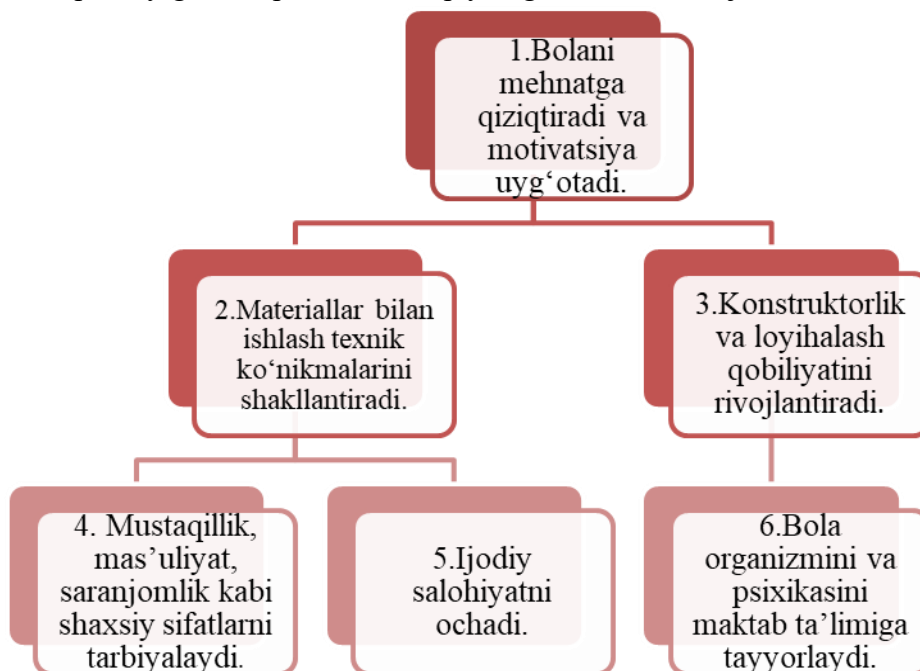 1.Bolani
mehnatga
qiziqtiradi va
motivatsiya
uyg‘otadi.
2.Materiallar bilan
ishlash texnik
ko‘nikmalarini
shakllantiradi.
3.Konstruktorlik
va loyihalash
qobiliyatini
rivojlantiradi.
4. Mustaqillik,
mas’uliyat,
saranjomlik kabi
shaxsiy sifatlarni
tarbiyalaydi.
5.Ijodiy
salohiyatni
ochadi.
6.Bola
organizmini va
psixikasini
maktab ta’limiga
tayyorlaydi.